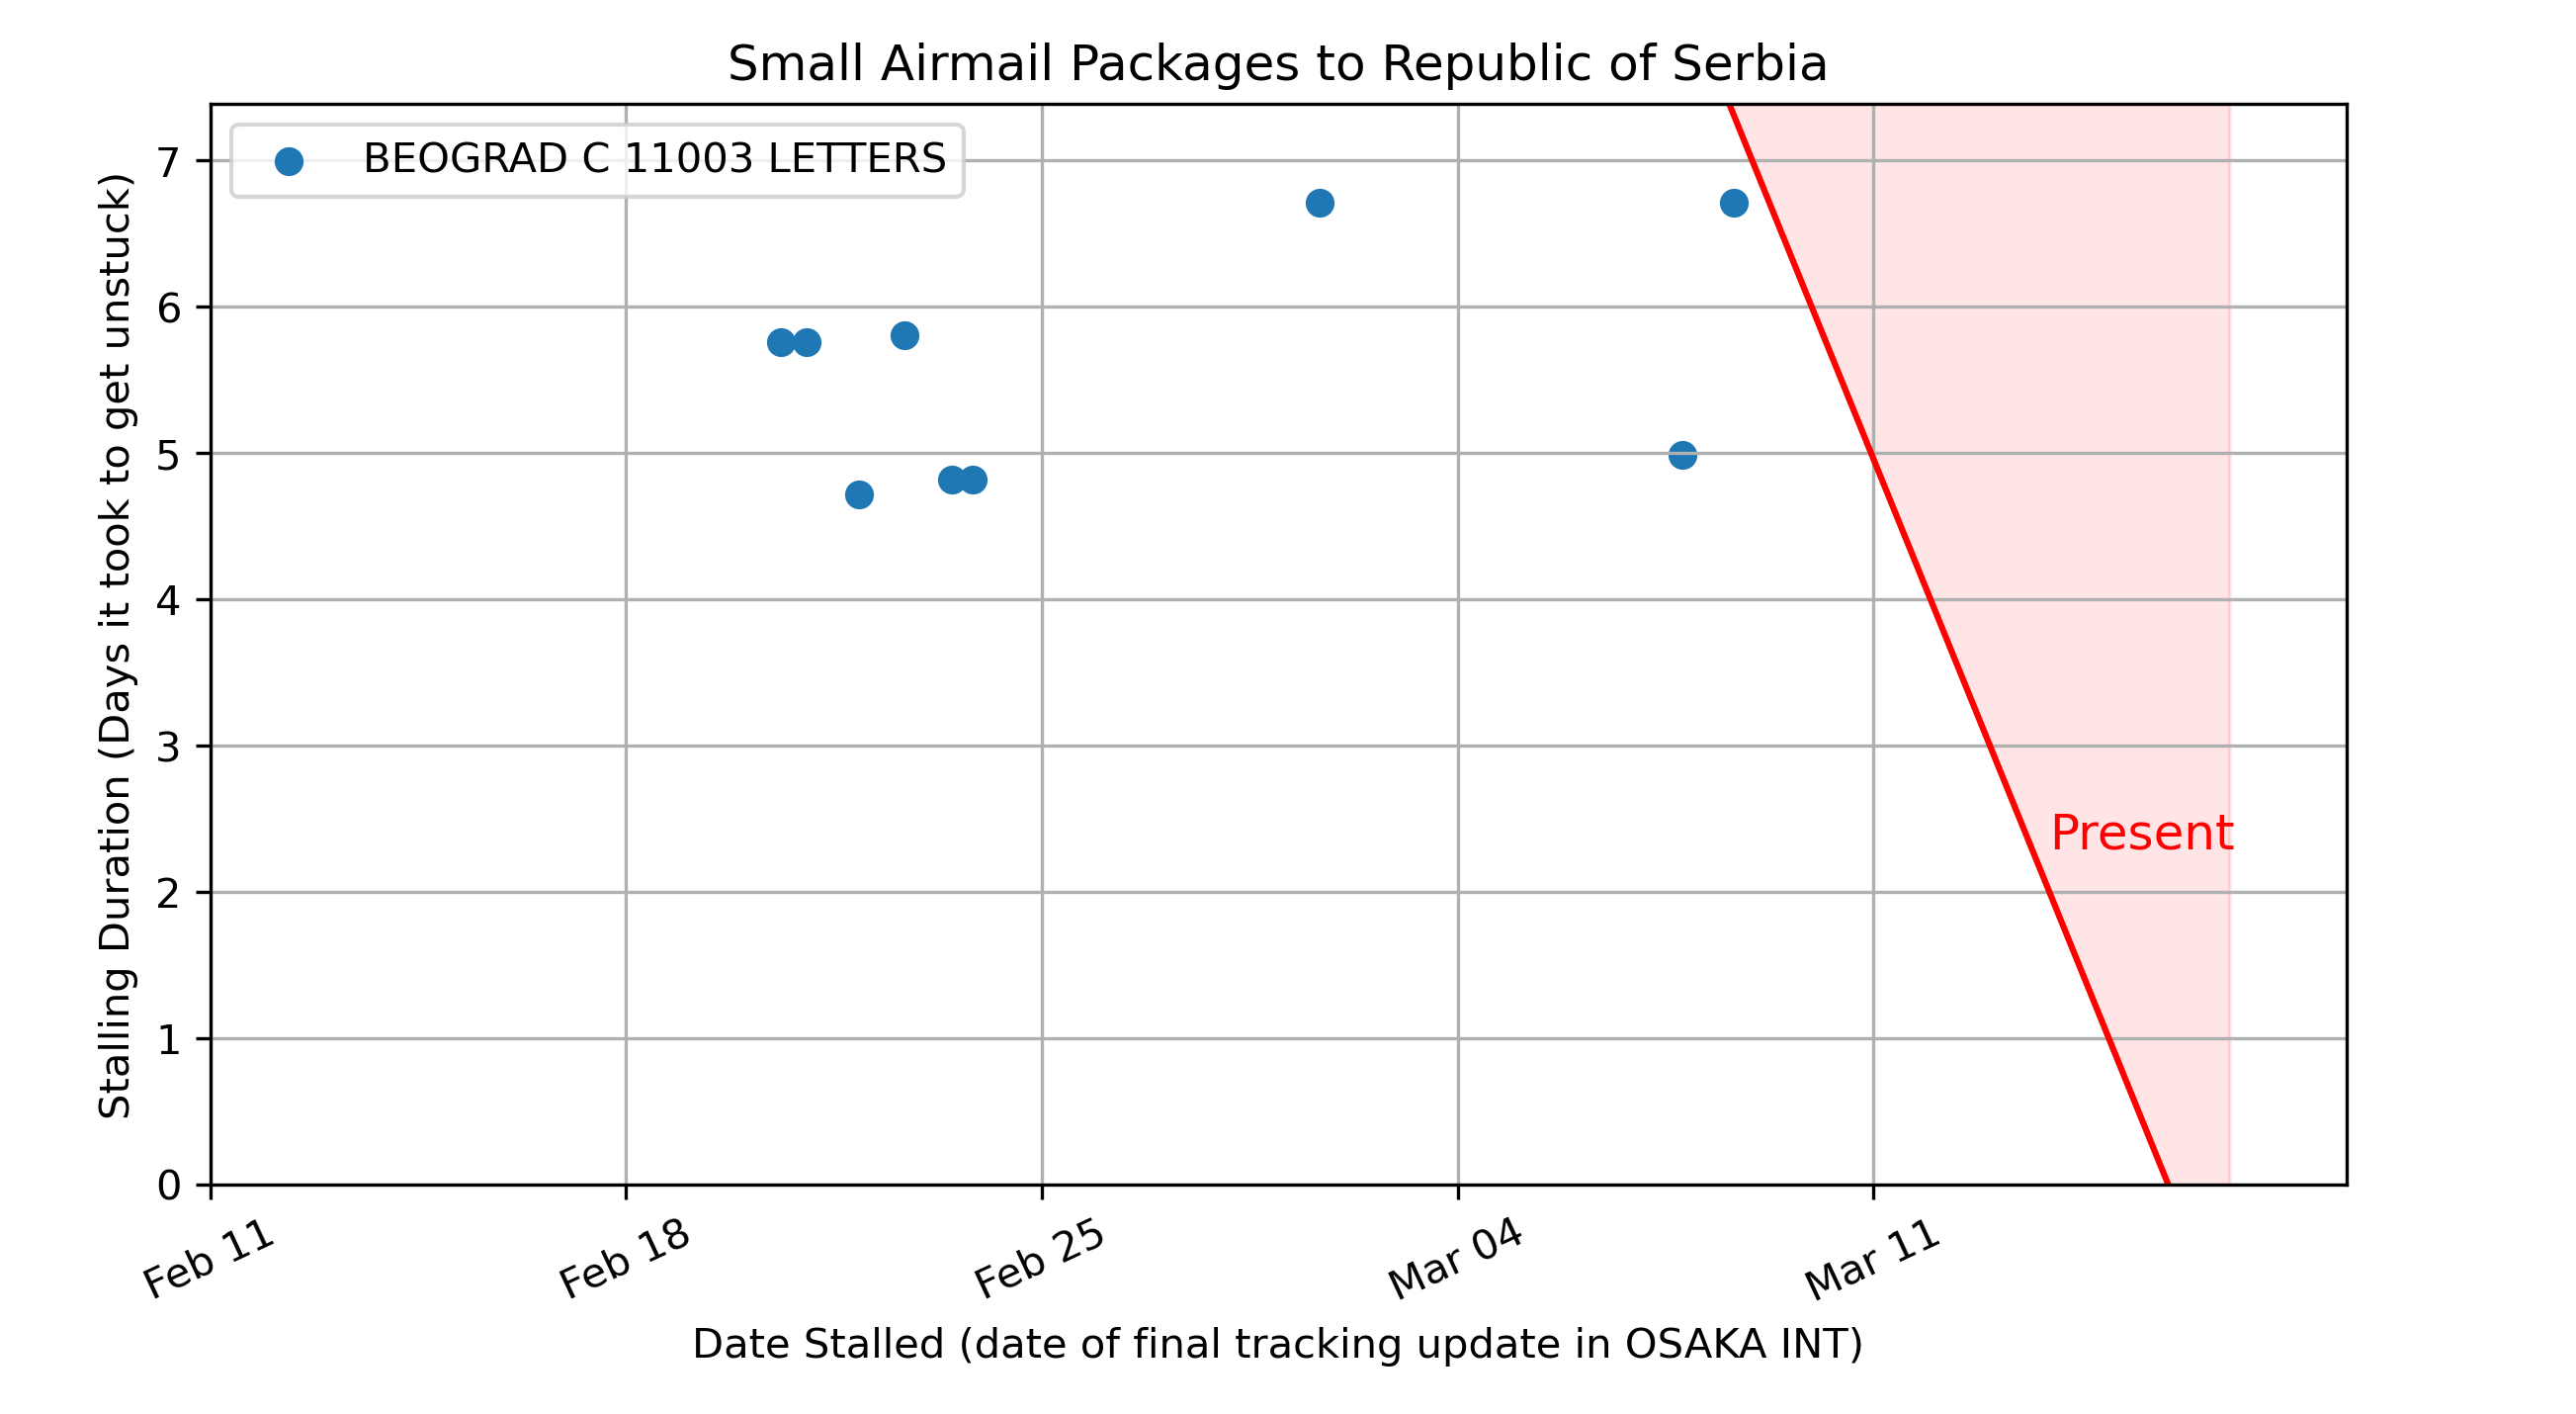 Small Airmail Packages to Republic of Serbia
BEOGRAD C 11003 LETTERS
Stalling Duration (Days it took to get unstuck)
7
6
5
4
3
2
1
0
Present
Feb 11
Feb 18
Feb 25
Mar 04
Mar 11
Date Stalled (date of final tracking update in OSAKA INT)